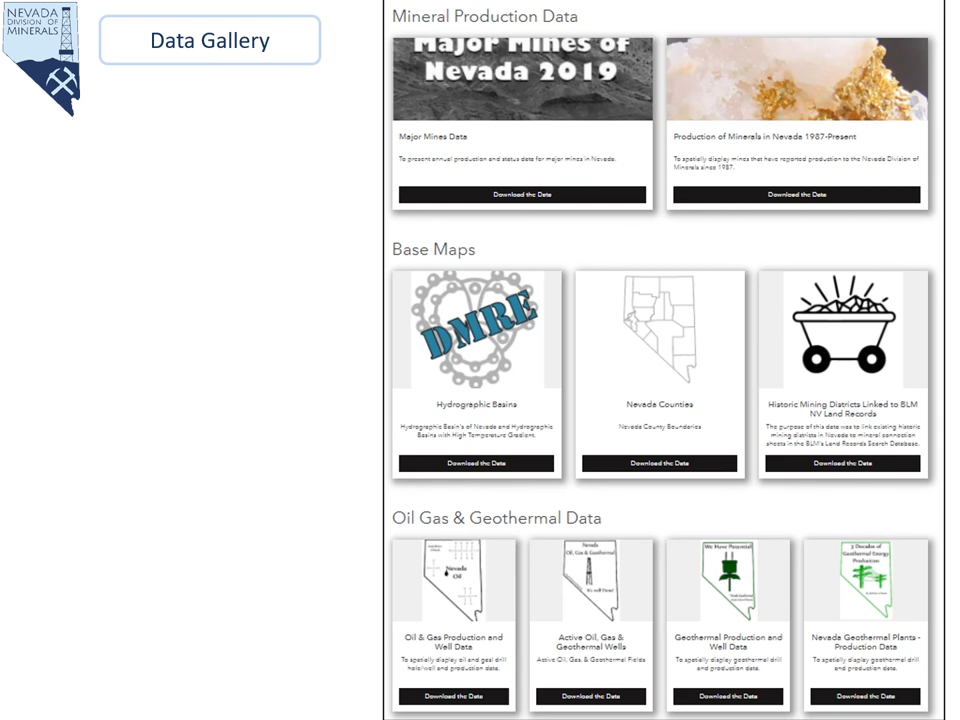 NEVADA
DIVISION OF
MINERALS
Data Gallery
Mineral Production Data
Major Mines of
Nevada 2019
Major Mines Data
To present annual production and status data for major mines in Nevada.
Download the Data
Production of Minerals in Nevada 1987-Present
To spatially display mines that have reported production to the Nevada Division of
Minerals since 1987.
Download the Data
Base Maps
DMRE
Hydrographic Basins
Hydrographic Basin's of Nevada and Hydrographic
Basins with High Temperature Gradient.
Download the Data
Nevada Counties
Nevada County Boundaries
Download the Data
Historic Mining Districts Linked to BLM
NV Land Records
The purpose of this data was to link existing historic
mining districts in Nevada to mineral connection
sheets in the BLM's Land Records Search Database.
Download the Data
Oil Gas & Geothermal Data
Nevada
Oil
Oil & Gas Production and
Well Data
To spatially display oil and geal drill
hole/well and production data.
Download the Data
Nevada
Oil, Gas & Geothermal
It's well Done!
Active Oil, Gas &
Geothermal Wells
Active Oil, Gas, & Geothermal Fields
Download the Data
We Have Potential
Geothermal Production and
Well Data
To spatially display geothermal drill
and production data.
Download the Data
3 Decades of
Geothermal Energy
Production
Nevada Geothermal Plants -
Production Data
To spatially display geothermal drill
and production data.
Download the Data